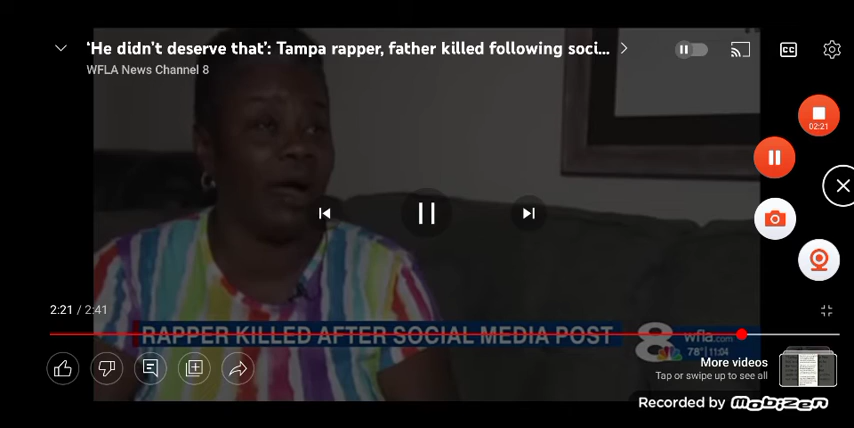 'He didn't deserve that': Tampa rapper, father killed following soci...
WFLA News Channel 8
CC
02:21
2:21 / 2:41
RAPPER KILLED AFTER SOCIAL MEDIA POST
8
wfla.com
78° 11:04
More videos
Tap or swipe up to see all
Recorded by mobizen